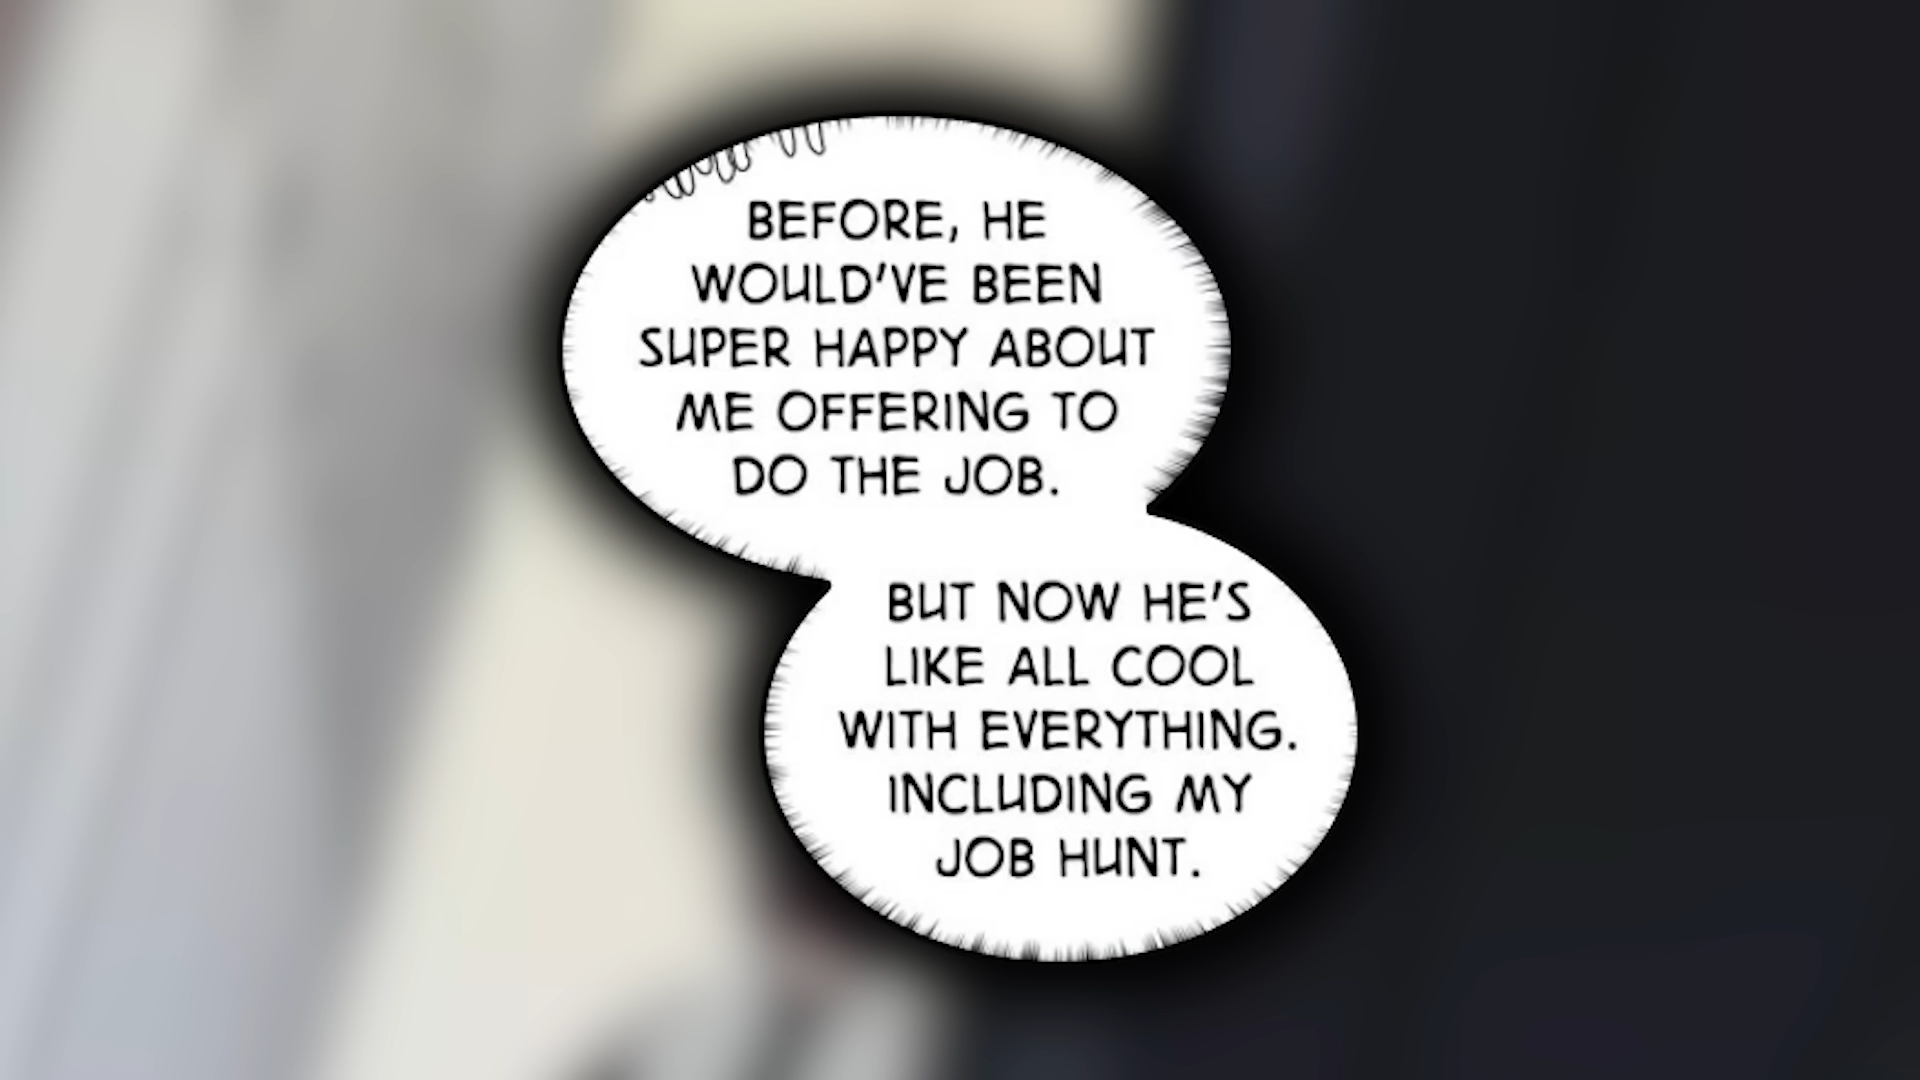 BEFORE, HE
WOULD'VE BEEN
SUPER HAPPY ABOUT
ME OFFERING TO
DO THE JOB.
BUT NOW HE'S
LIKE ALL COOL
WITH EVERYTHING.
INCLUDING MY
JOB HUNT.